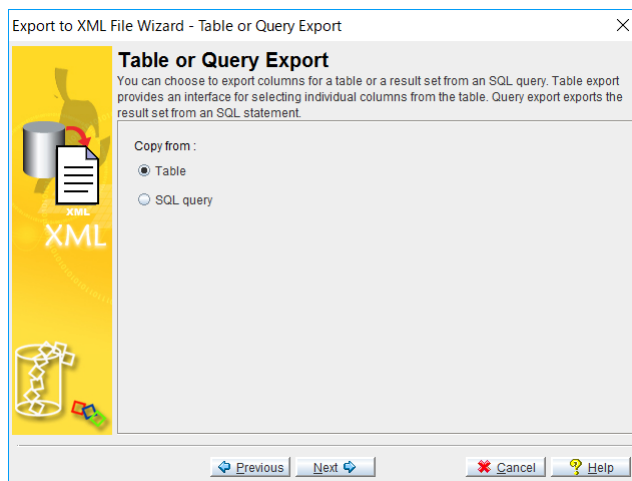 Export to XML File Wizard - Table or Query Export
Table or Query Export
You can choose to export columns for a table or a result set from an SQL query. Table export
provides an interface for selecting individual columns from the table. Query export exports the
result set from an SQL statement.
Copy from :
Table
SQL query
XML
XML
Previous
Next
Cancel
Help